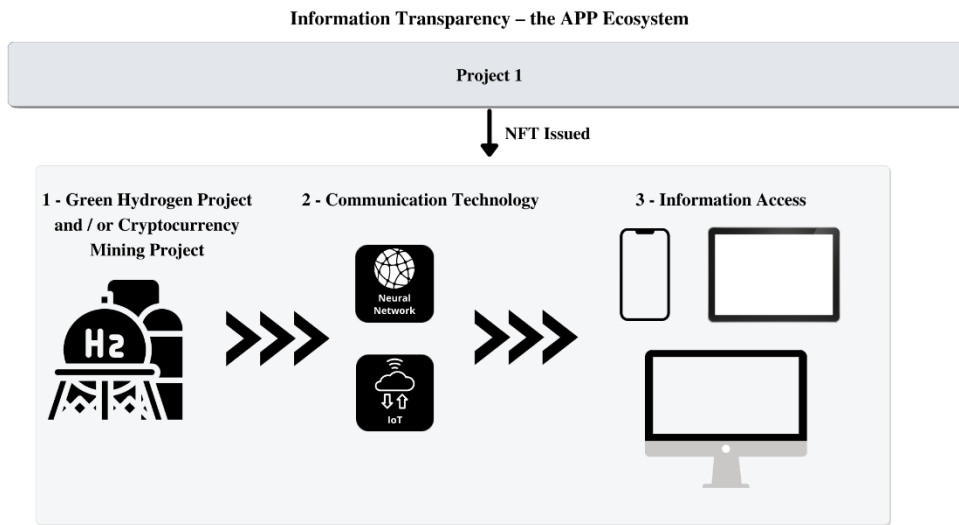 Information Transparency – the APP Ecosystem
Project 1
NFT Issued
1 - Green Hydrogen Project
and / or Cryptocurrency
Mining Project
2 - Communication Technology
3 - Information Access
H2
Neural
Network
IoT